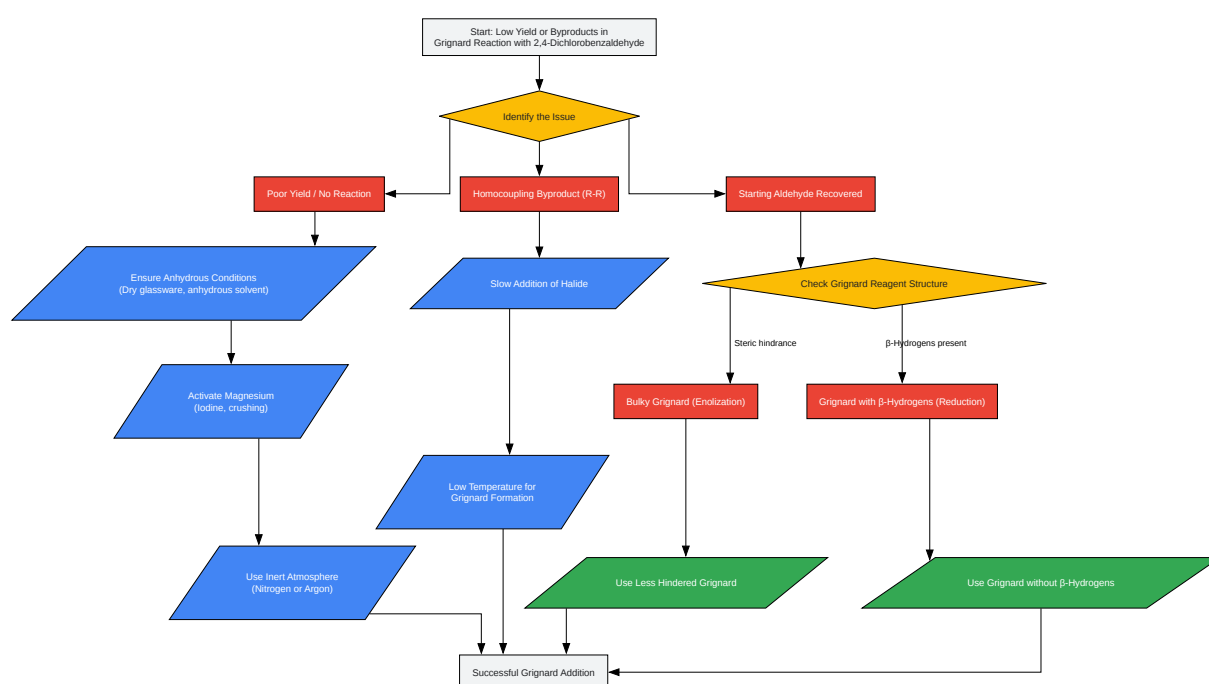 Start: Low Yield or Byproducts in
Grignard Reaction with 2,4-Dichlorobenzaldehyde
Identify the Issue
Poor Yield / No Reaction
Homocoupling Byproduct (R-R)
Starting Aldehyde Recovered
Ensure Anhydrous Conditions
(Dry glassware, anhydrous solvent)
Slow Addition of Halide
Check Grignard Reagent Structure
Steric hindrance
β-Hydrogens present
Activate Magnesium
(Iodine, crushing)
Bulky Grignard (Enolization)
Grignard with β-Hydrogens (Reduction)
Low Temperature for
Grignard Formation
Use Inert Atmosphere
(Nitrogen or Argon)
Use Less Hindered Grignard
Use Grignard without β-Hydrogens
Successful Grignard Addition